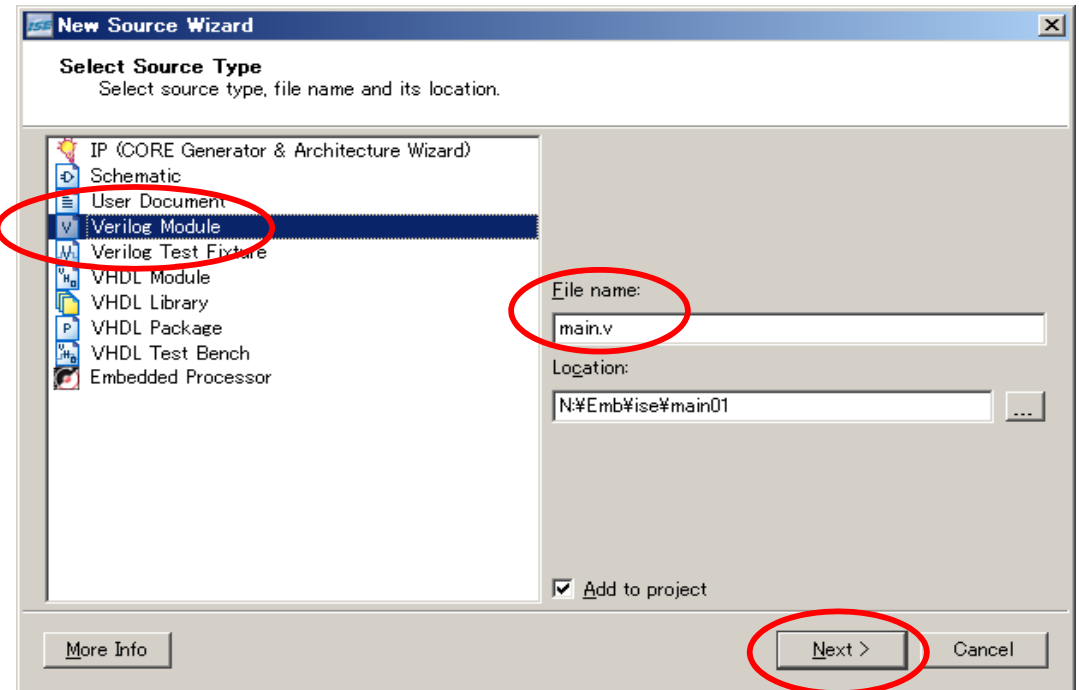 ISE New Source Wizard
Select Source Type
Select source type, file name and its location.
IP (CORE Generator & Architecture Wizard)
Schematic
User Document
Verilog Module
Verilog Test Fixture
VHDL Module
VHDL Library
VHDL Package
VHDL Test Bench
Embedded Processor
File name:
main.v
Location:
N:¥Emb¥ise¥main01
...
Add to project
More Info
Next >
Cancel